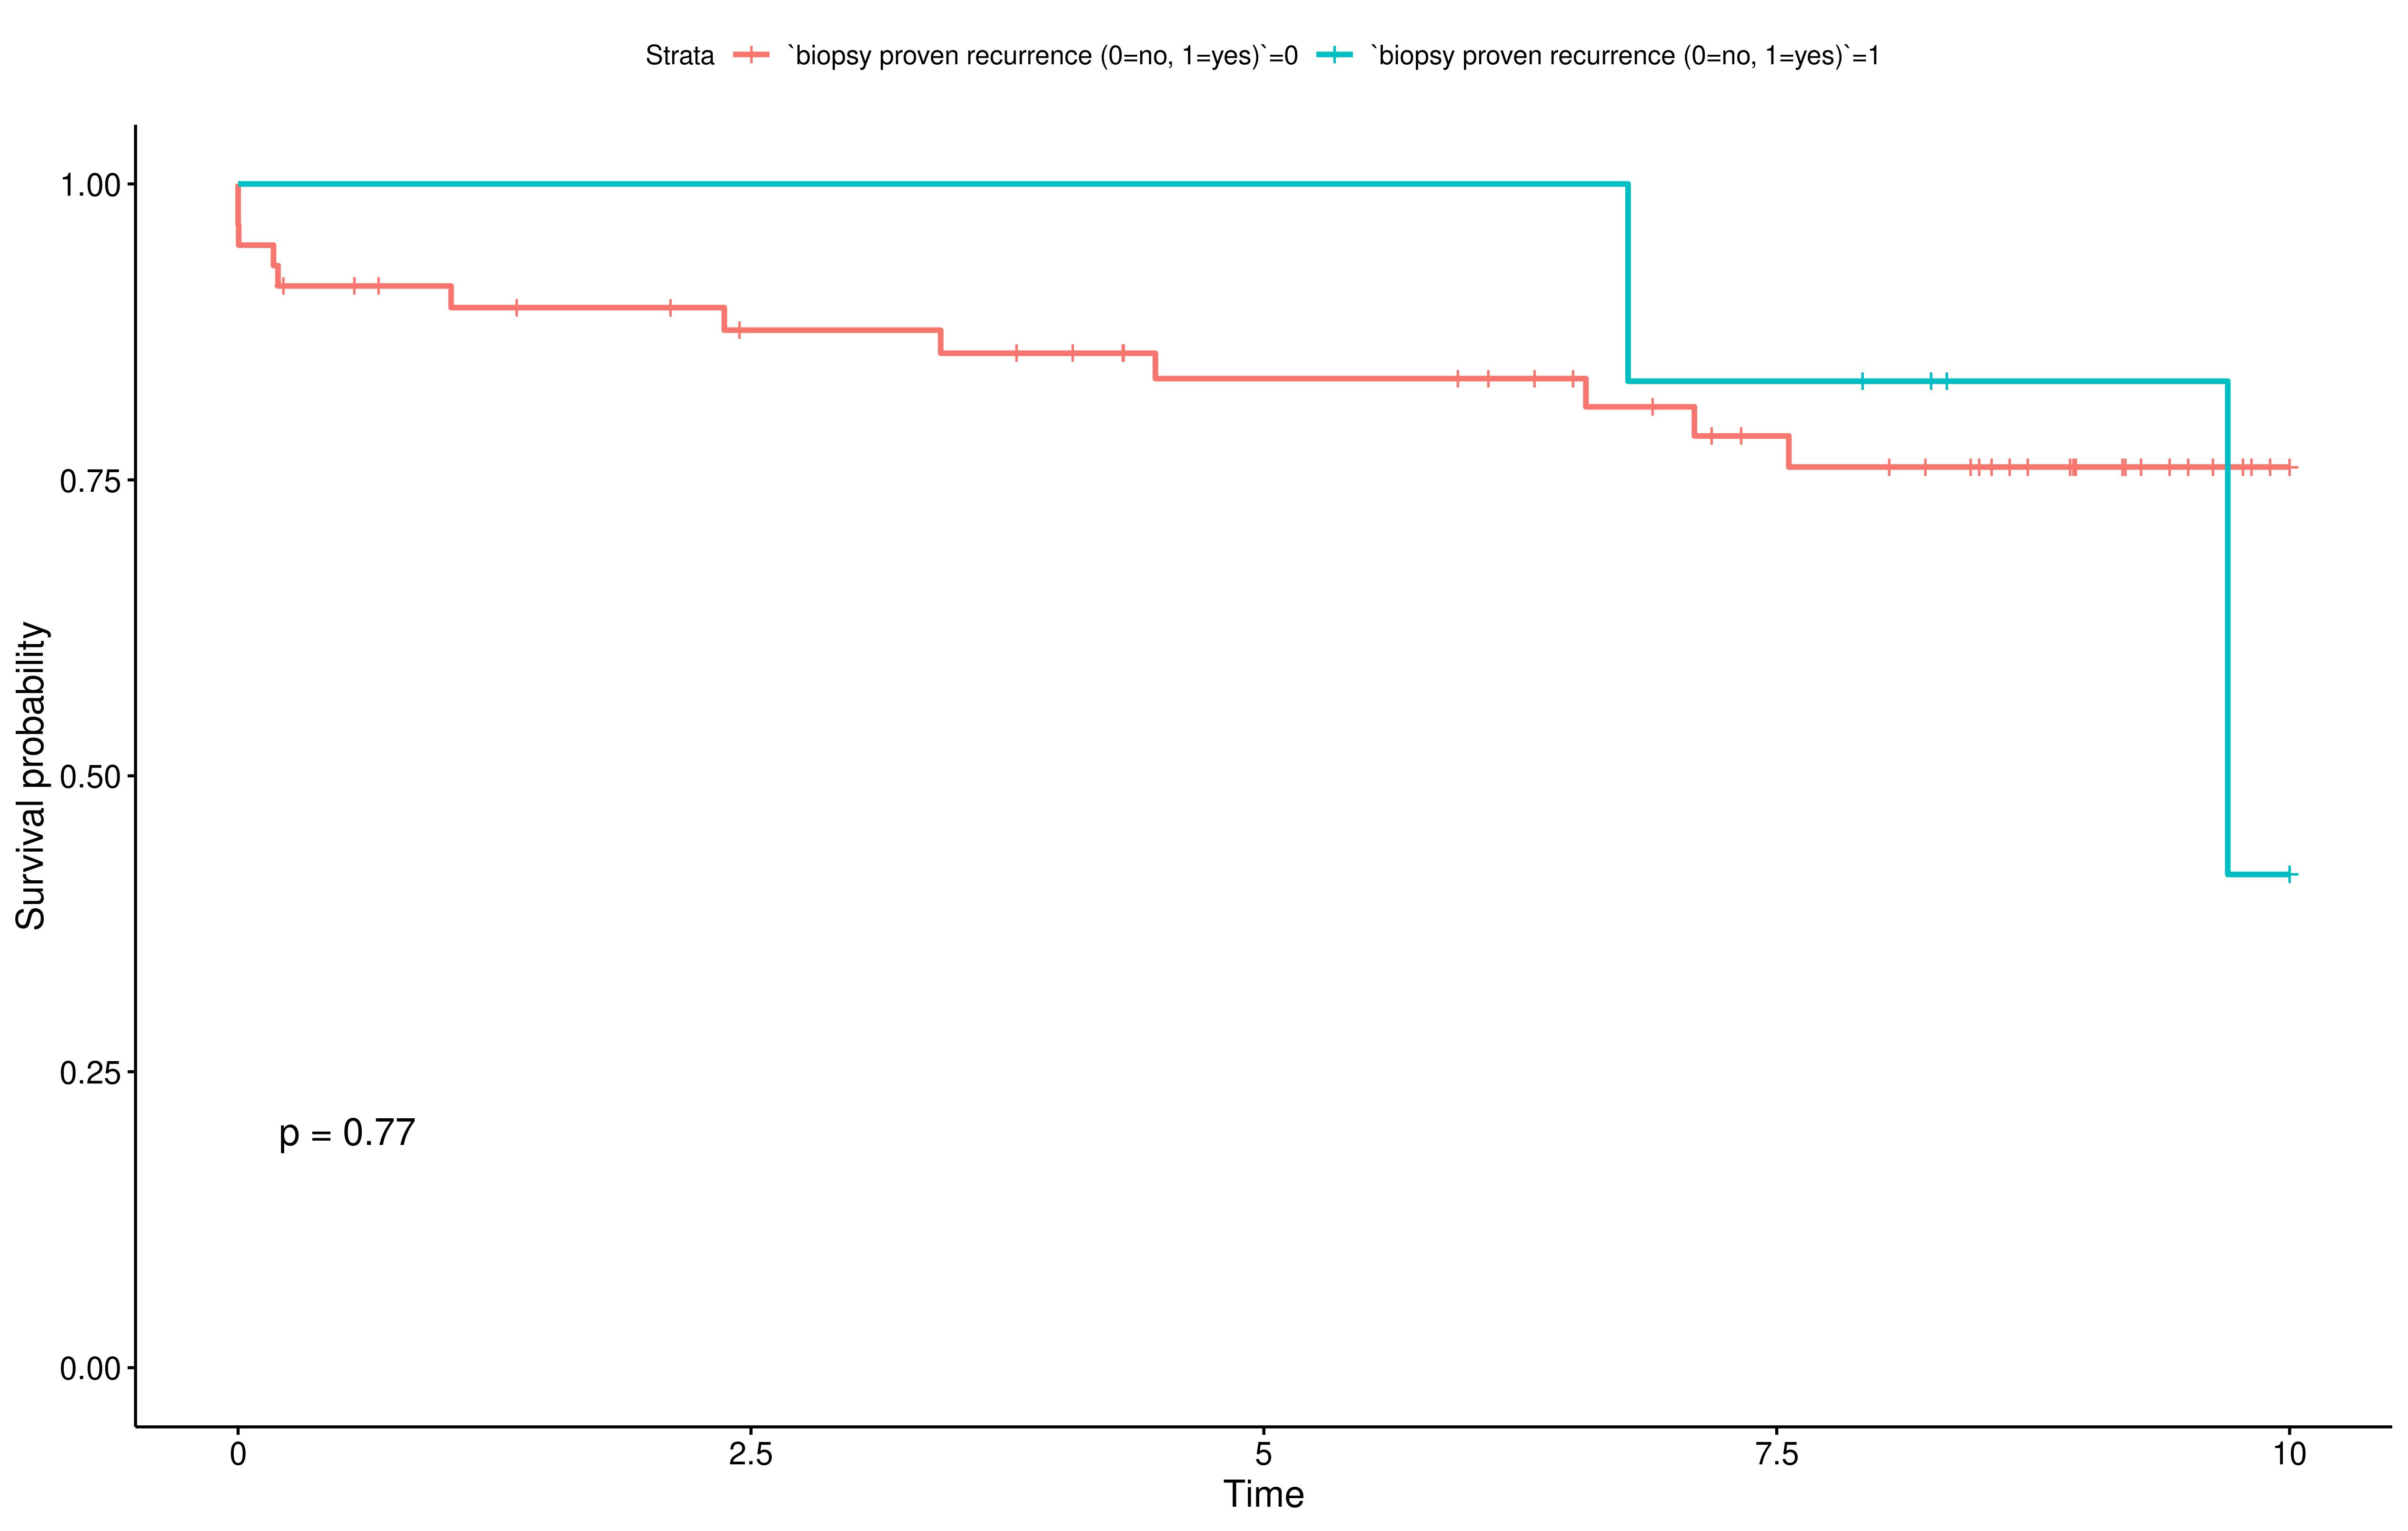 Strata `biopsy proven recurrence (0=no, 1=yes)`=0 `biopsy proven recurrence (0=no, 1=yes)`=1
1.00
0.75
0.50
0.25
0.00
Survival probability
p = 0.77
0 2.5 5 7.5 10
Time